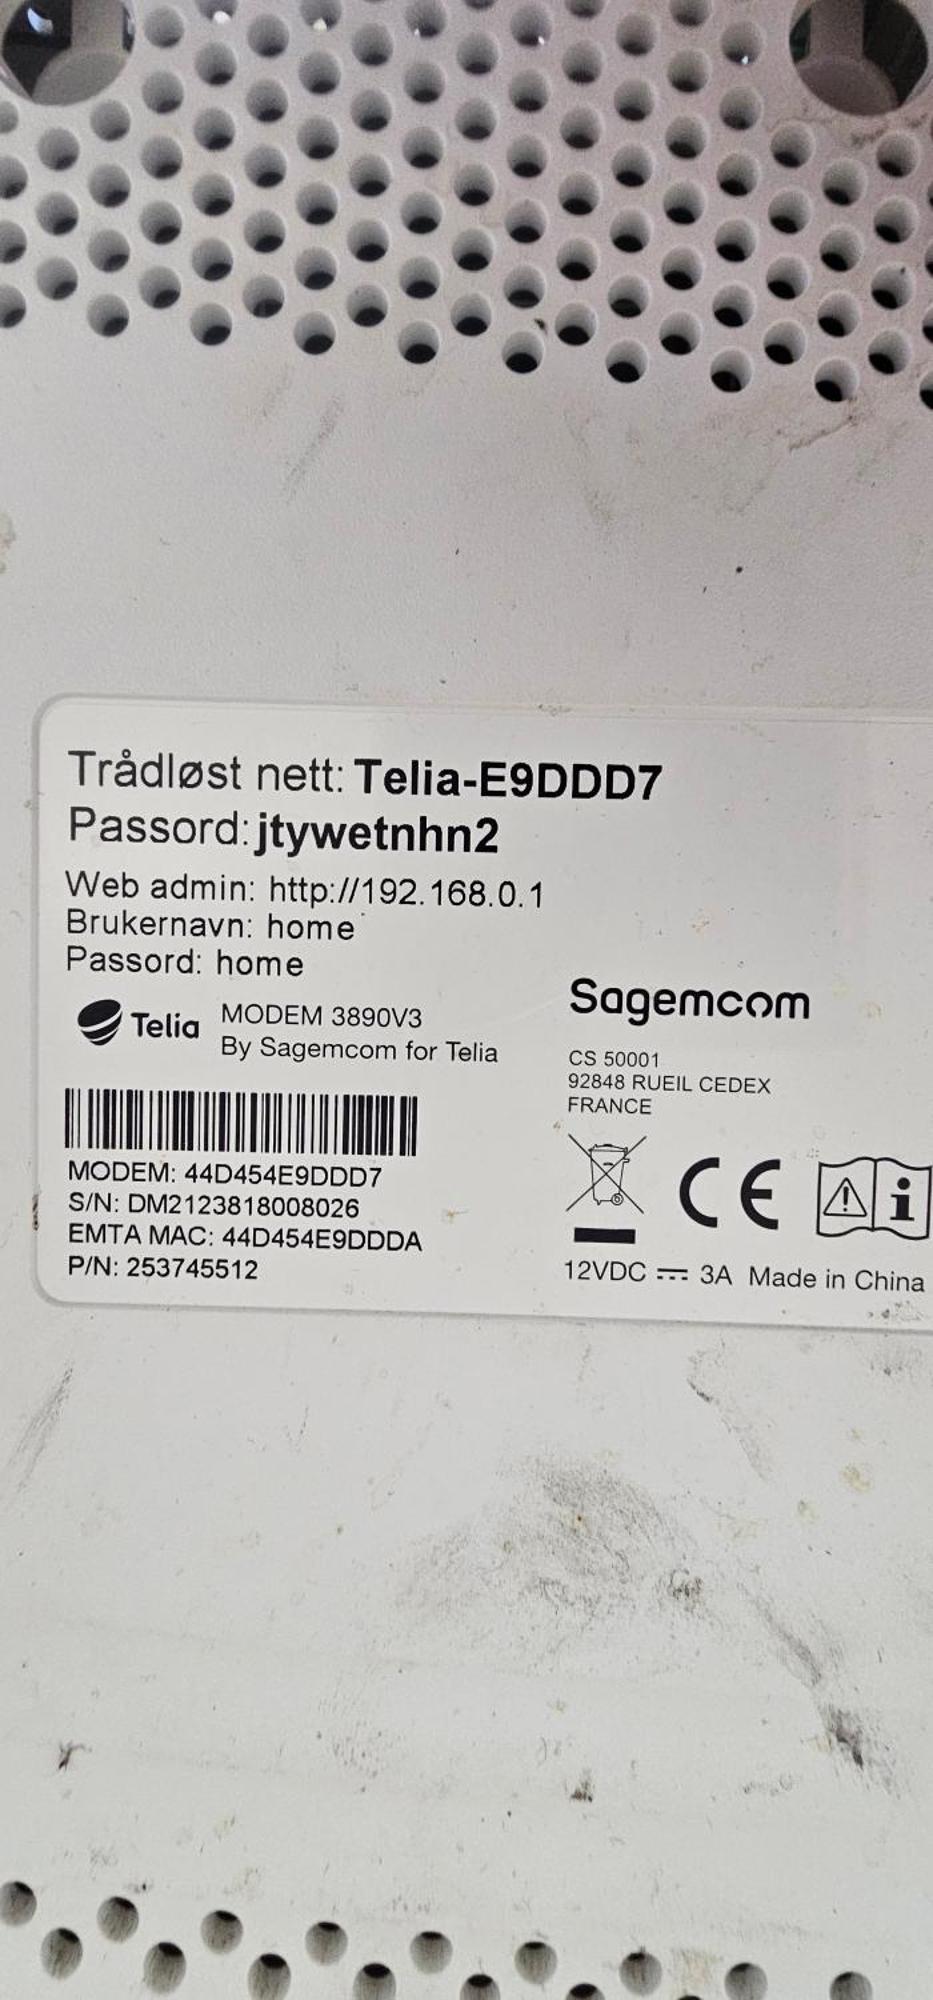 Trådløst nett: Telia-E9DDD7
Passord: jtywetnhn2
Web admin: http://192.168.0.1
Brukernavn: home
Passord: home
Telia
MODEM 3890V3
By Sagemcom for Telia
MODEM: 44D454E9DDD7
S/N: DM2123818008026
EMTA MAC: 44D454E9DDDA
P/N: 253745512
Sagemcom
CS 50001
92848 RUEIL CEDEX
FRANCE
CE
12VDC ⎓ 3A Made in China